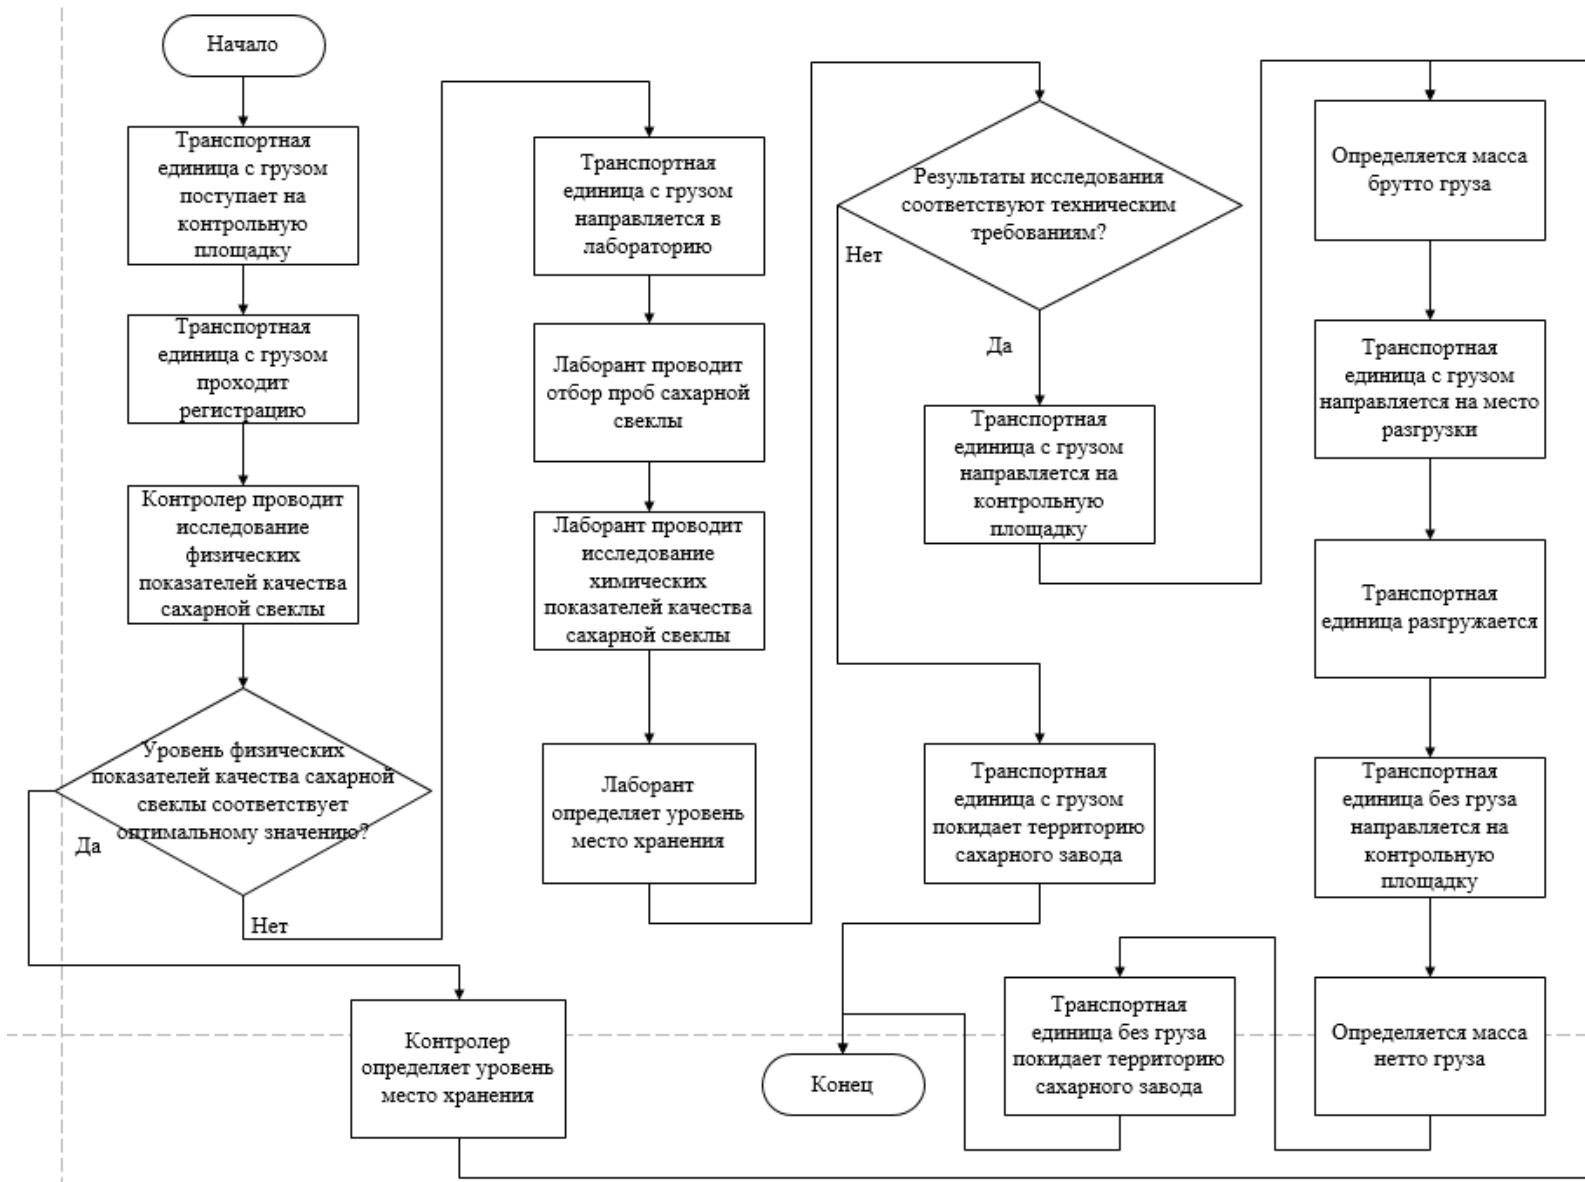 Начало
Транспортная
единица с грузом
поступает на
контрольную
площадку
Транспортная
единица с грузом
проходит
регистрацию
Контролер проводит
исследование
физических
показателей качества
сахарной свеклы
Уровень физических
показателей качества сахарной
свеклы соответствует
оптимальному значению?
Да
Нет
Контролер
определяет уровень
место хранения
Транспортная
единица с грузом
направляется в
лабораторию
Лаборант проводит
отбор проб сахарной
свеклы
Лаборант проводит
исследование
химических
показателей качества
сахарной свеклы
Лаборант
определяет уровень
место хранения
Результаты исследования
соответствуют техническим
требованиям?
Нет
Да
Транспортная
единица с грузом
направляется на
контрольную
площадку
Транспортная
единица с грузом
покидает территорию
сахарного завода
Определяется масса
брутто груза
Транспортная
единица с грузом
направляется на место
разгрузки
Транспортная
единица разгружается
Транспортная
единица без груза
направляется на
контрольную
площадку
Определяется масса
нетто груза
Транспортная
единица без груза
покидает территорию
сахарного завода
Конец